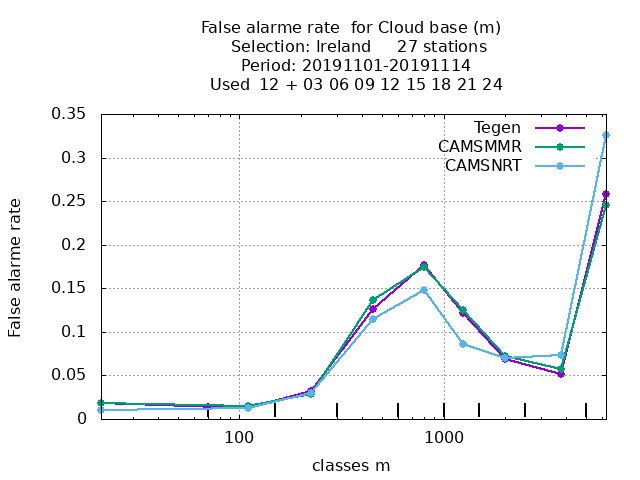 False alarme rate  for Cloud base (m)
Selection: Ireland     27 stations
Period: 20191101-20191114
Used  12 + 03 06 09 12 15 18 21 24
0.35
0.3
0.25
0.2
0.15
0.1
0.05
0
False alarme rate
Tegen
CAMSMMR
CAMSNRT
100
1000
classes m